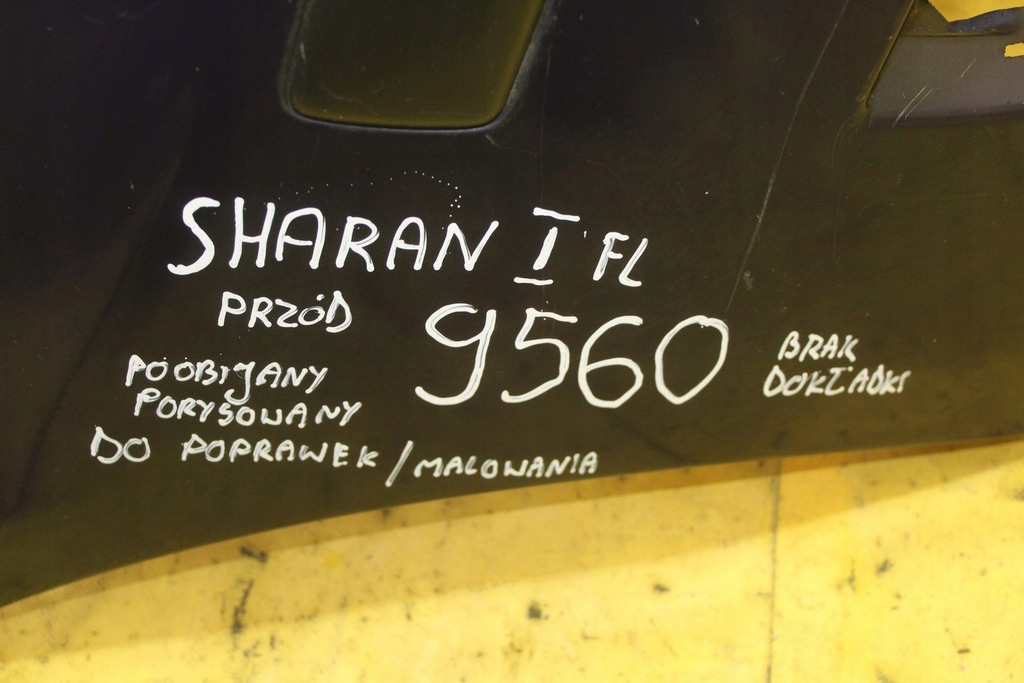 SHARAN I FL
PRZÓD
9560
BRAK
DOKŁADKI
POOBIJANY
PORYSOWANY
DO POPRAWEK / MALOWANIA